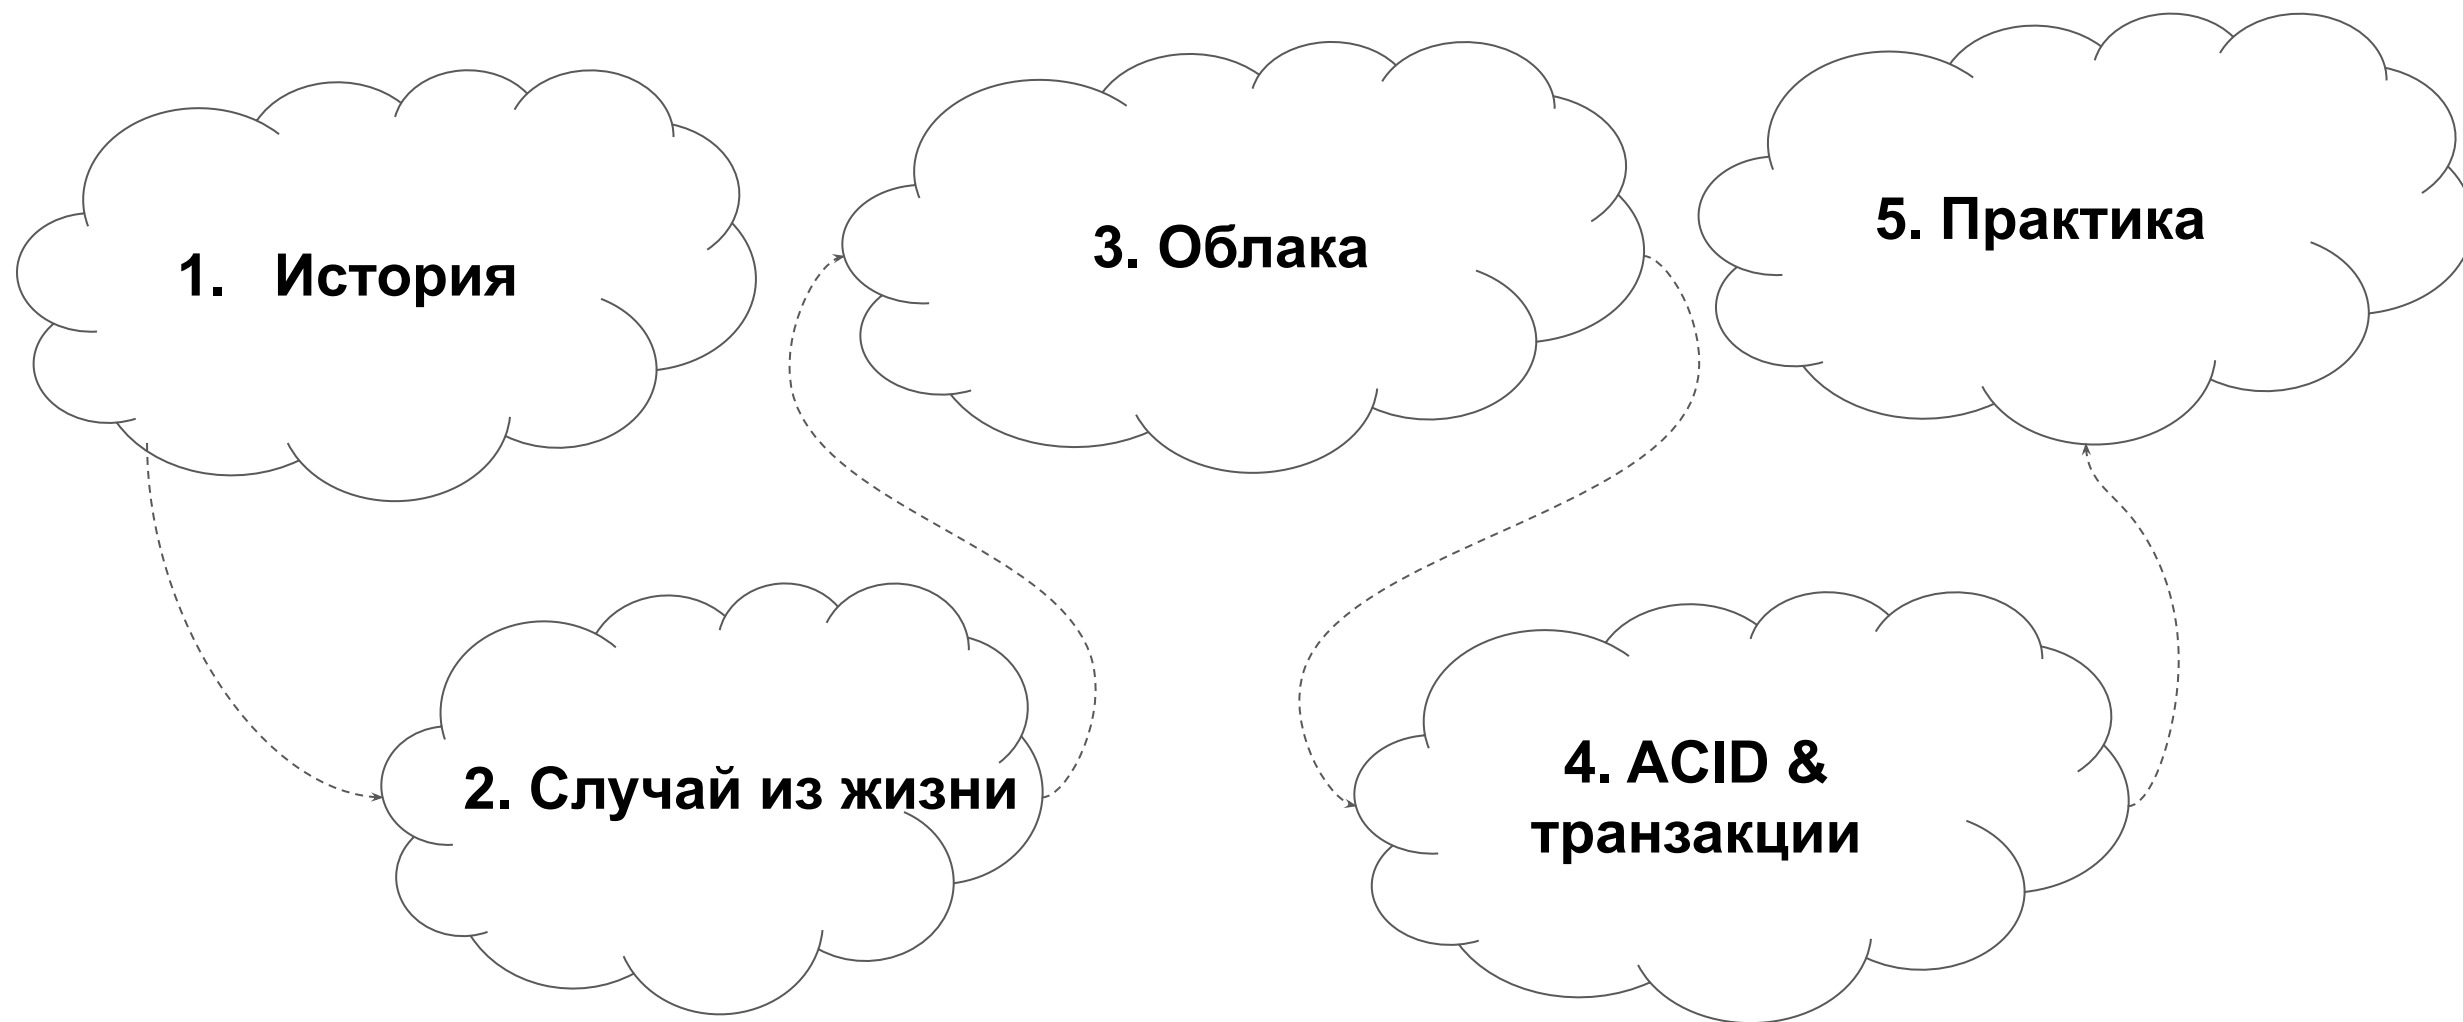 1. История
2. Случай из жизни
3. Облака
4. ACID &
транзакции
5. Практика